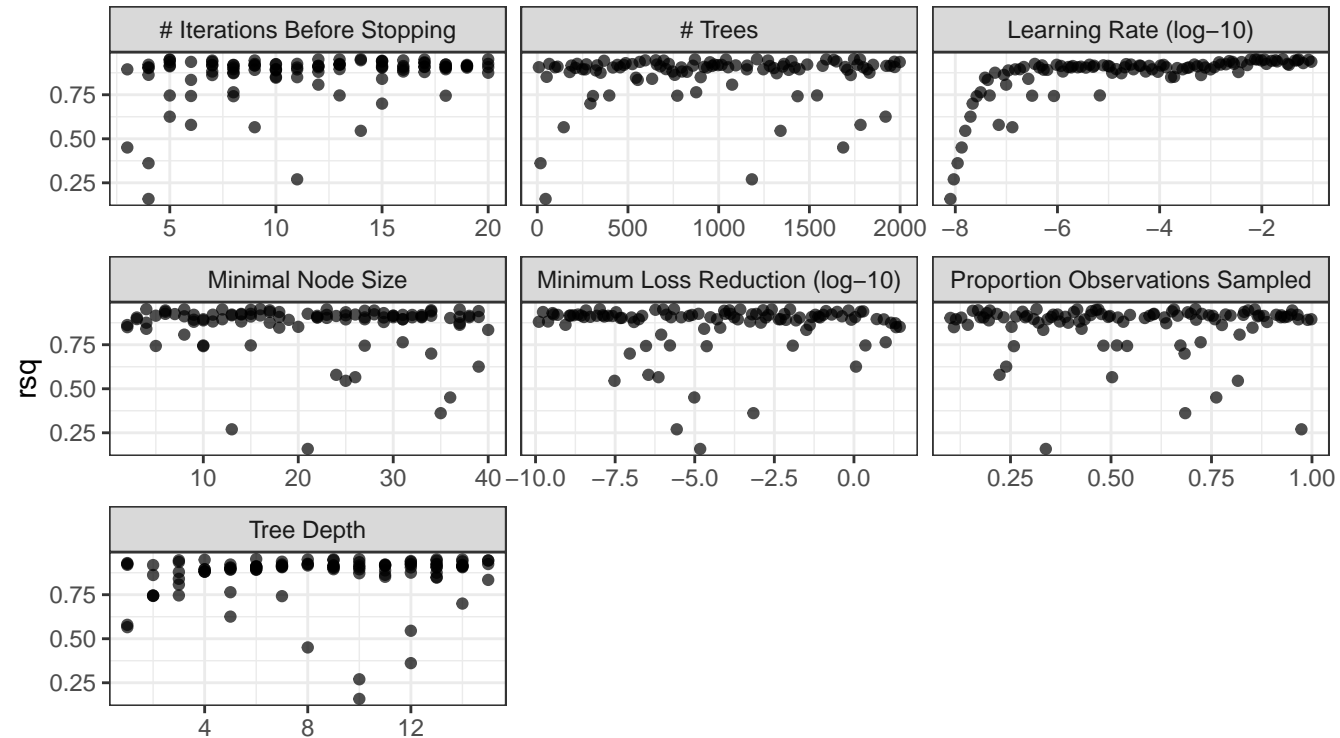 # Iterations Before Stopping
# Trees
Learning Rate (log−10)
0.75
0.50
0.25
5 10 15 20
0 500 1000 1500 2000
−8 −6 −4 −2
Minimal Node Size
Minimum Loss Reduction (log−10)
Proportion Observations Sampled
0.75
0.50
0.25
10 20 30 40
−10.0 −7.5 −5.0 −2.5 0.0
0.25 0.50 0.75 1.00
rsq
Tree Depth
0.75
0.50
0.25
4 8 12